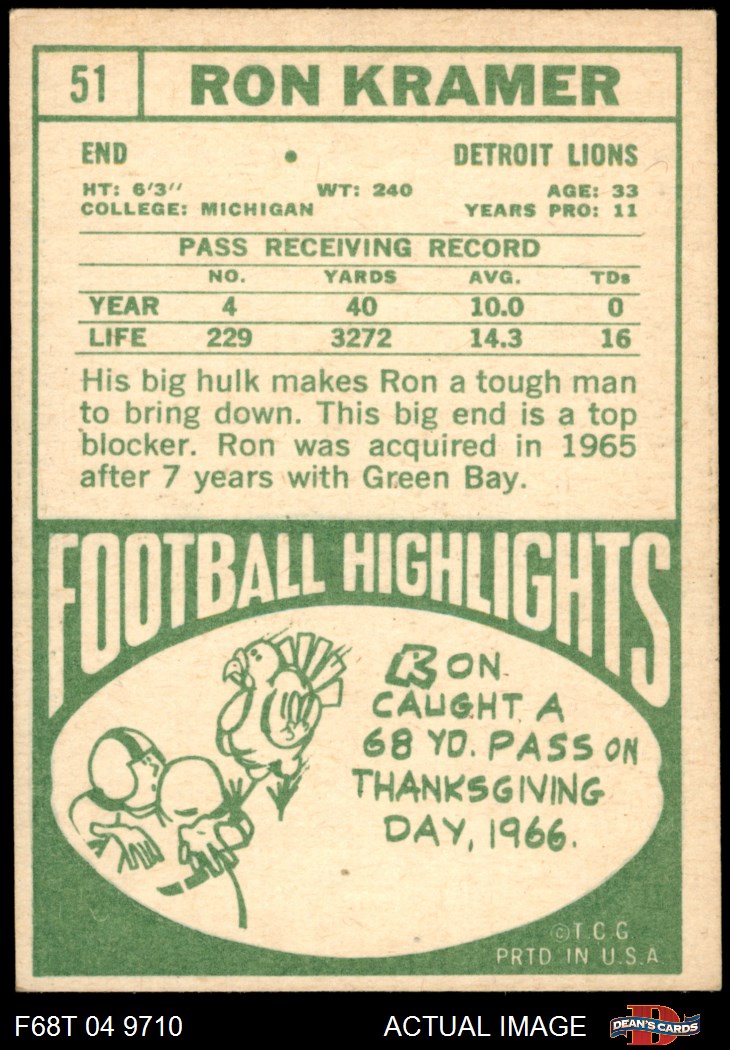 51 RON KRAMER
END • DETROIT LIONS
HT: 6'3" WT: 240 AGE: 33
COLLEGE: MICHIGAN YEARS PRO: 11
PASS RECEIVING RECORD
NO. YARDS AVG. TDs
YEAR 4 40 10.0 0
LIFE 229 3272 14.3 16
His big hulk makes Ron a tough man
to bring down. This big end is a top
blocker. Ron was acquired in 1965
after 7 years with Green Bay.
FOOTBALL HIGHLIGHTS
RON
CAUGHT A
68 YD. PASS ON
THANKSGIVING
DAY, 1966.
©T.C.G.
PRTD IN U.S.A.
F68T 04 9710 ACTUAL IMAGE D DEAN'S CARDS